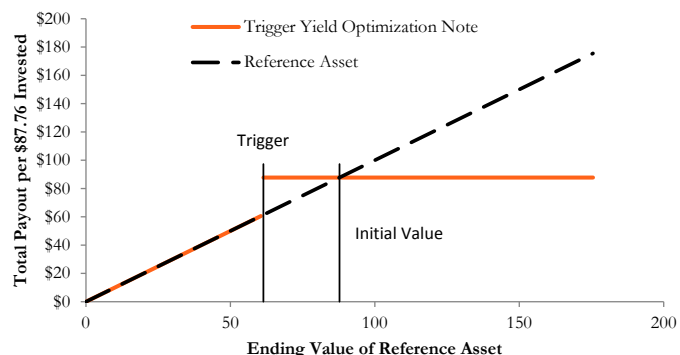 Total Payout per $87.76 Invested
$200
$180
$160
$140
$120
$100
$80
$60
$40
$20
$0
Trigger Yield Optimization Note
Reference Asset
Trigger
Initial Value
0
50
100
150
200
Ending Value of Reference Asset